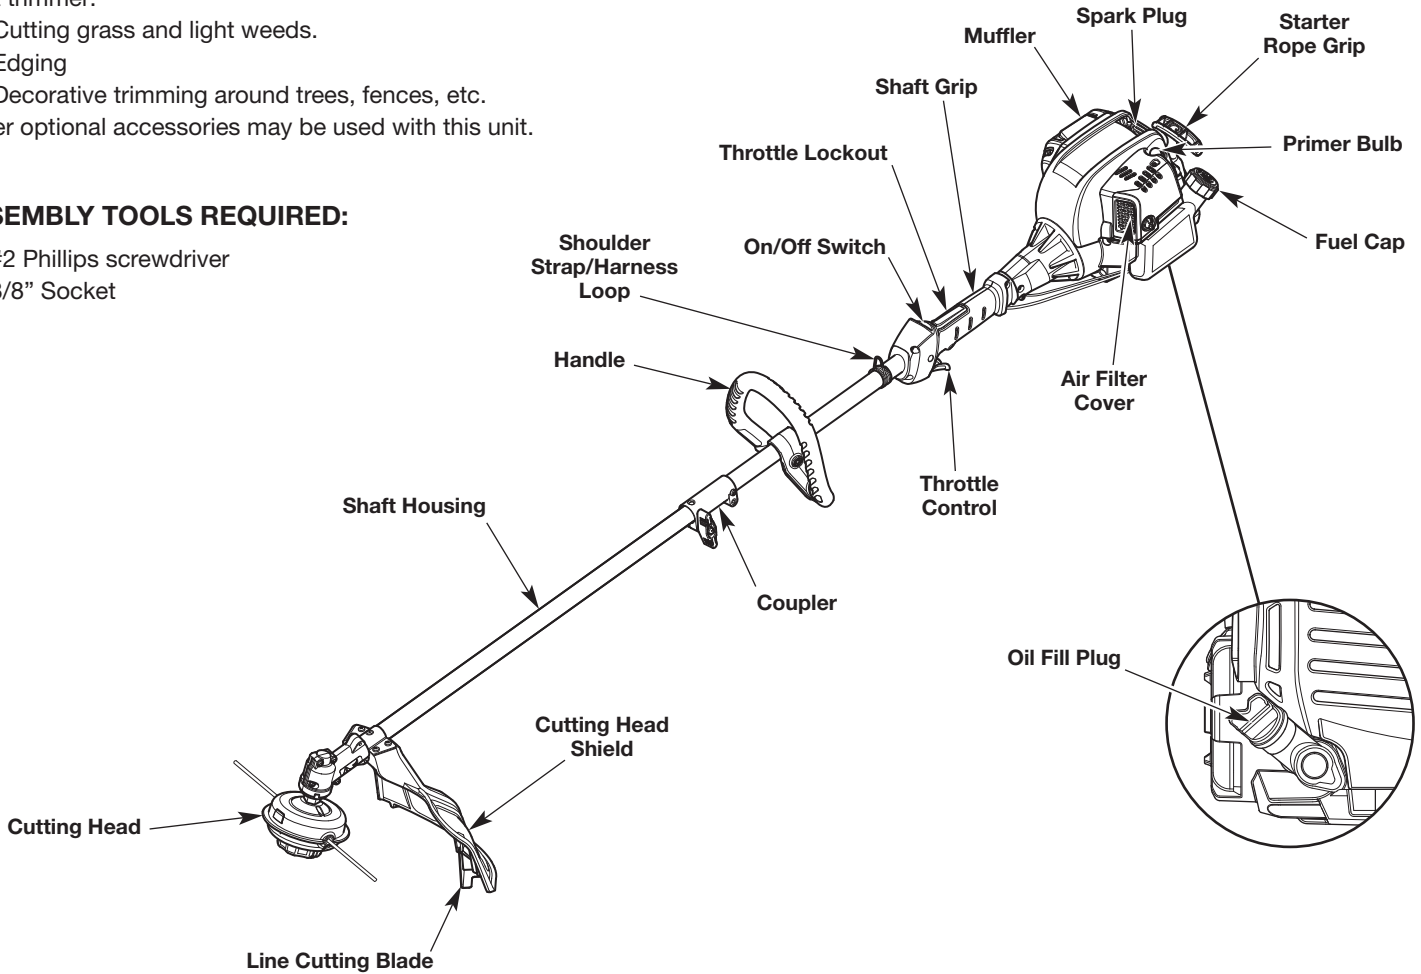 trimmer.
Cutting grass and light weeds.
Edging
Decorative trimming around trees, fences, etc.
er optional accessories may be used with this unit.
SEMBLY TOOLS REQUIRED:
#2 Phillips screwdriver
3/8” Socket
Spark Plug
Starter
Rope Grip
Muffler
Shaft Grip
Primer Bulb
Throttle Lockout
Fuel Cap
On/Off Switch
Shoulder
Strap/Harness
Loop
Handle
Air Filter
Cover
Throttle
Control
Shaft Housing
Coupler
Oil Fill Plug
Cutting Head
Shield
Cutting Head
Line Cutting Blade